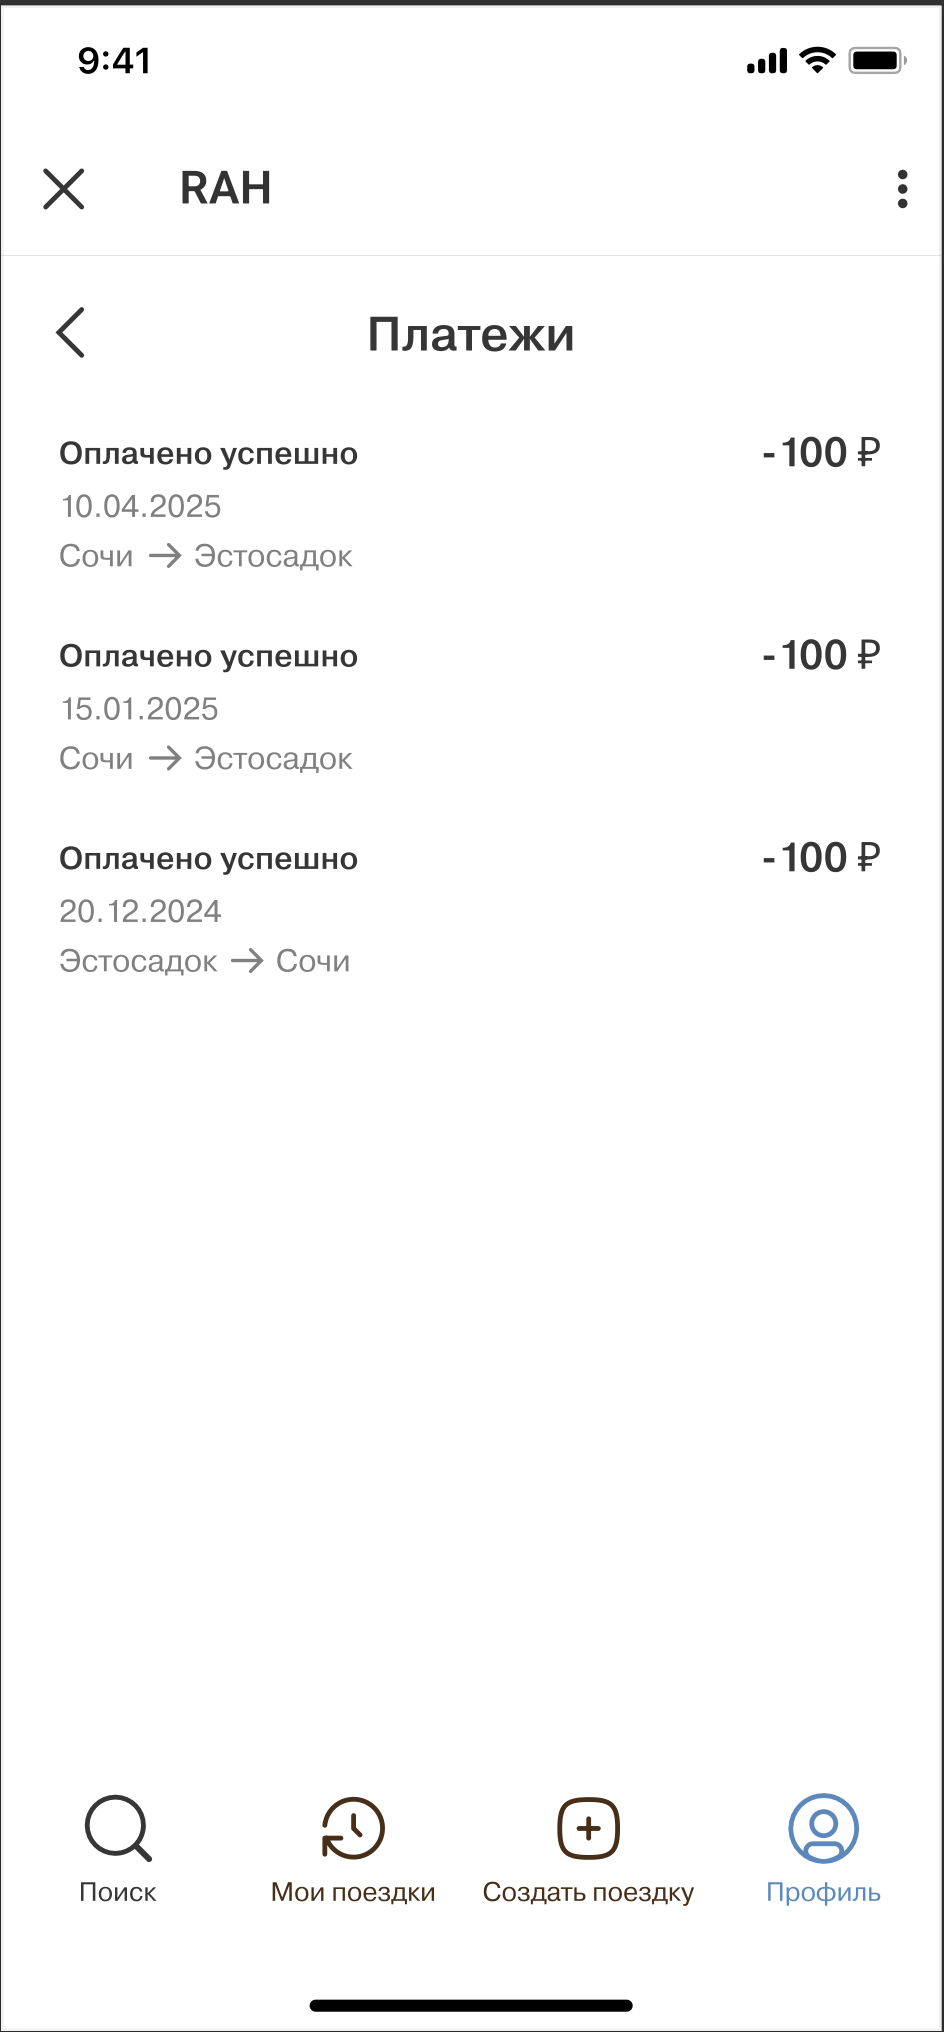 9:41
RAH
Платежи
Оплачено успешно
-100 ₽
10.04.2025
Сочи → Эстосадок
Оплачено успешно
-100 ₽
15.01.2025
Сочи → Эстосадок
Оплачено успешно
-100 ₽
20.12.2024
Эстосадок → Сочи
Поиск
Мои поездки
Создать поездку
Профиль